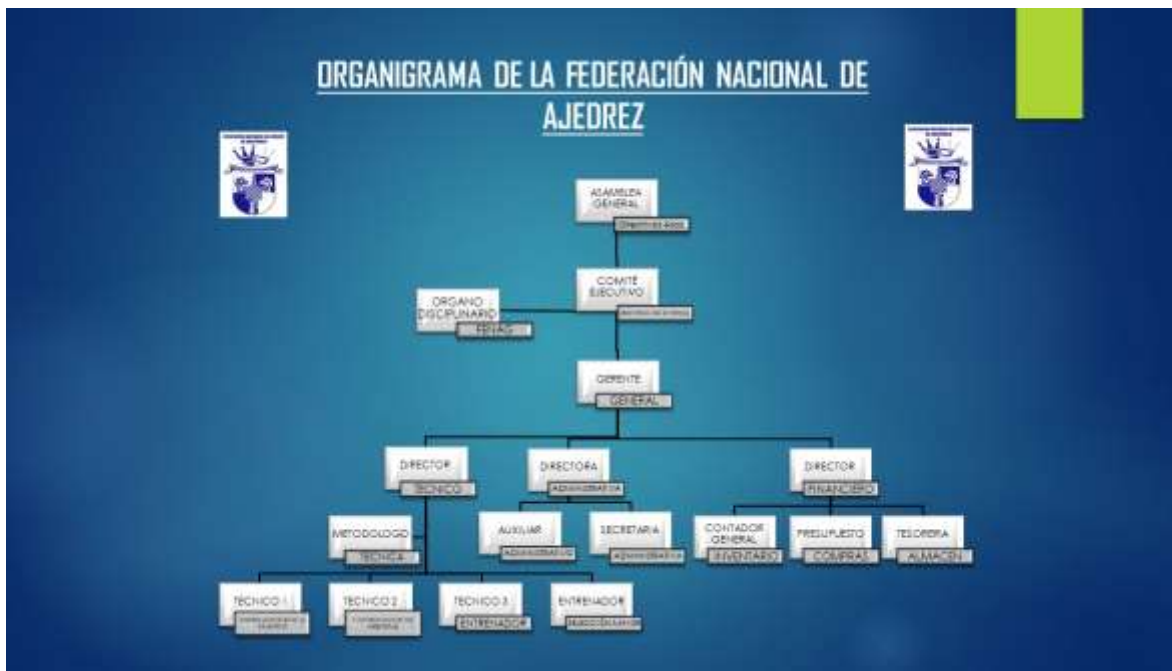 ORGANIGRAMA DE LA FEDERACIÓN NACIONAL DE
AJEDREZ
ASAMBLEA
GENERAL
COMITÉ
EJECUTIVO
ORGANO
DISCIPLINARIO
FENAG
GERENTE
GENERAL
DIRECTOR
TECNICO
DIRECTORA
ADMINISTRATIVA
DIRECTOR
FINANCIERO
METODOLOGO
TECNICA
AUXILIAR
ADMINISTRATIVO
SECRETARIA
ADMINISTRATIVA
CONTADOR
GENERAL
INVENTARIO
PRESUPUESTO
COMPRAS
TESORERIA
ALMACEN
TÉCNICO 1
TECNICO 2
TECNICO 3
ENTRENADOR
ENTRENADOR